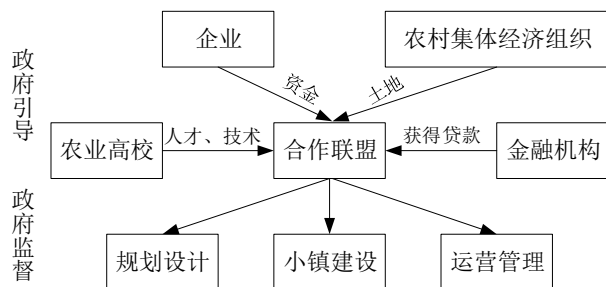 政府引导
企业
农村集体经济组织
资金
土地
农业高校
人才、技术
合作联盟
获得贷款
金融机构
政府监督
规划设计
小镇建设
运营管理